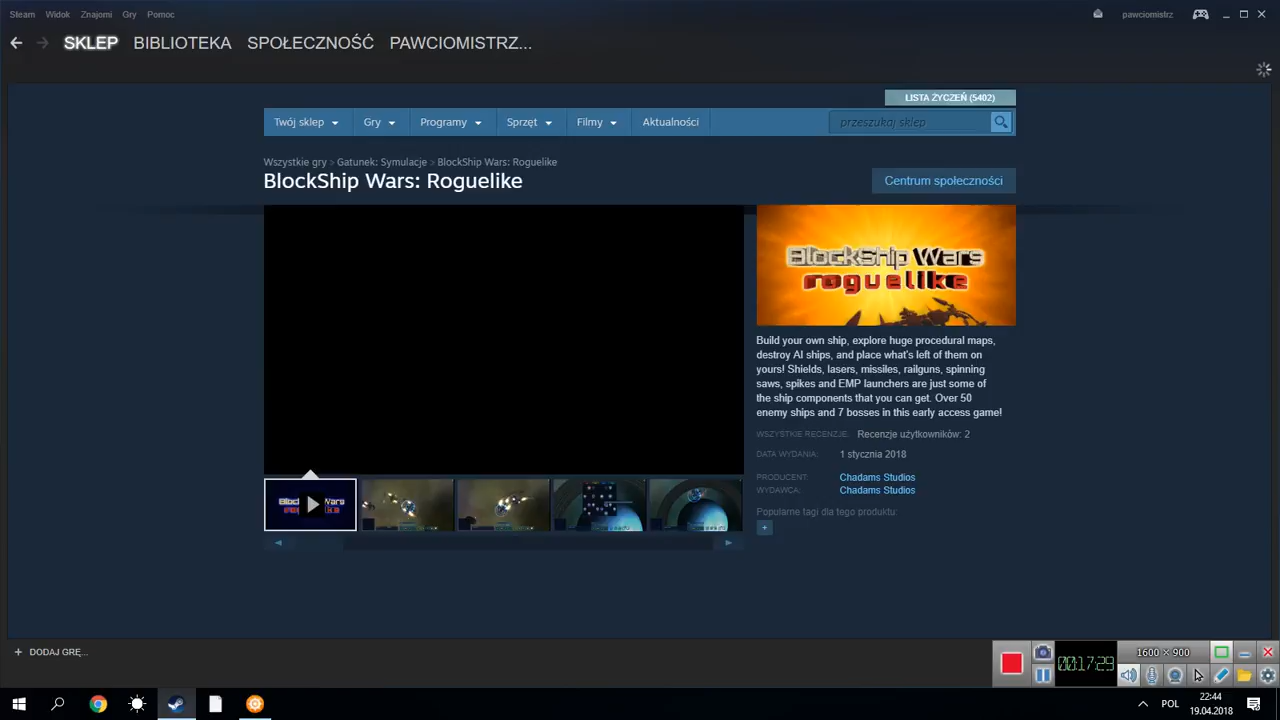 Steam Widok Znajomi Gry Pomoc
pawciomistrz
SKLEP BIBLIOTEKA SPOŁECZNOŚĆ PAWCIOMISTRZ...
LISTA ŻYCZEŃ (5402)
Twój sklep Gry Programy Sprzęt Filmy Aktualności przeszukaj sklep
Wszystkie gry > Gatunek: Symulacje > BlockShip Wars: Roguelike
BlockShip Wars: Roguelike
Centrum społeczności
BlockShip Wars
roguelike
Build your own ship, explore huge procedural maps,
destroy AI ships, and place what's left of them on
yours! Shields, lasers, missiles, railguns, spinning
saws, spikes and EMP launchers are just some of
the ship components that you can get. Over 50
enemy ships and 7 bosses in this early access game!
WSZYSTKIE RECENZJE: Recenzje użytkowników: 2
DATA WYDANIA: 1 stycznia 2018
PRODUCENT: Chadams Studios
WYDAWCA: Chadams Studios
Popularne tagi dla tego produktu:
+
+ DODAJ GRĘ...
1600 × 900
00:17:29
22:44
POL
19.04.2018